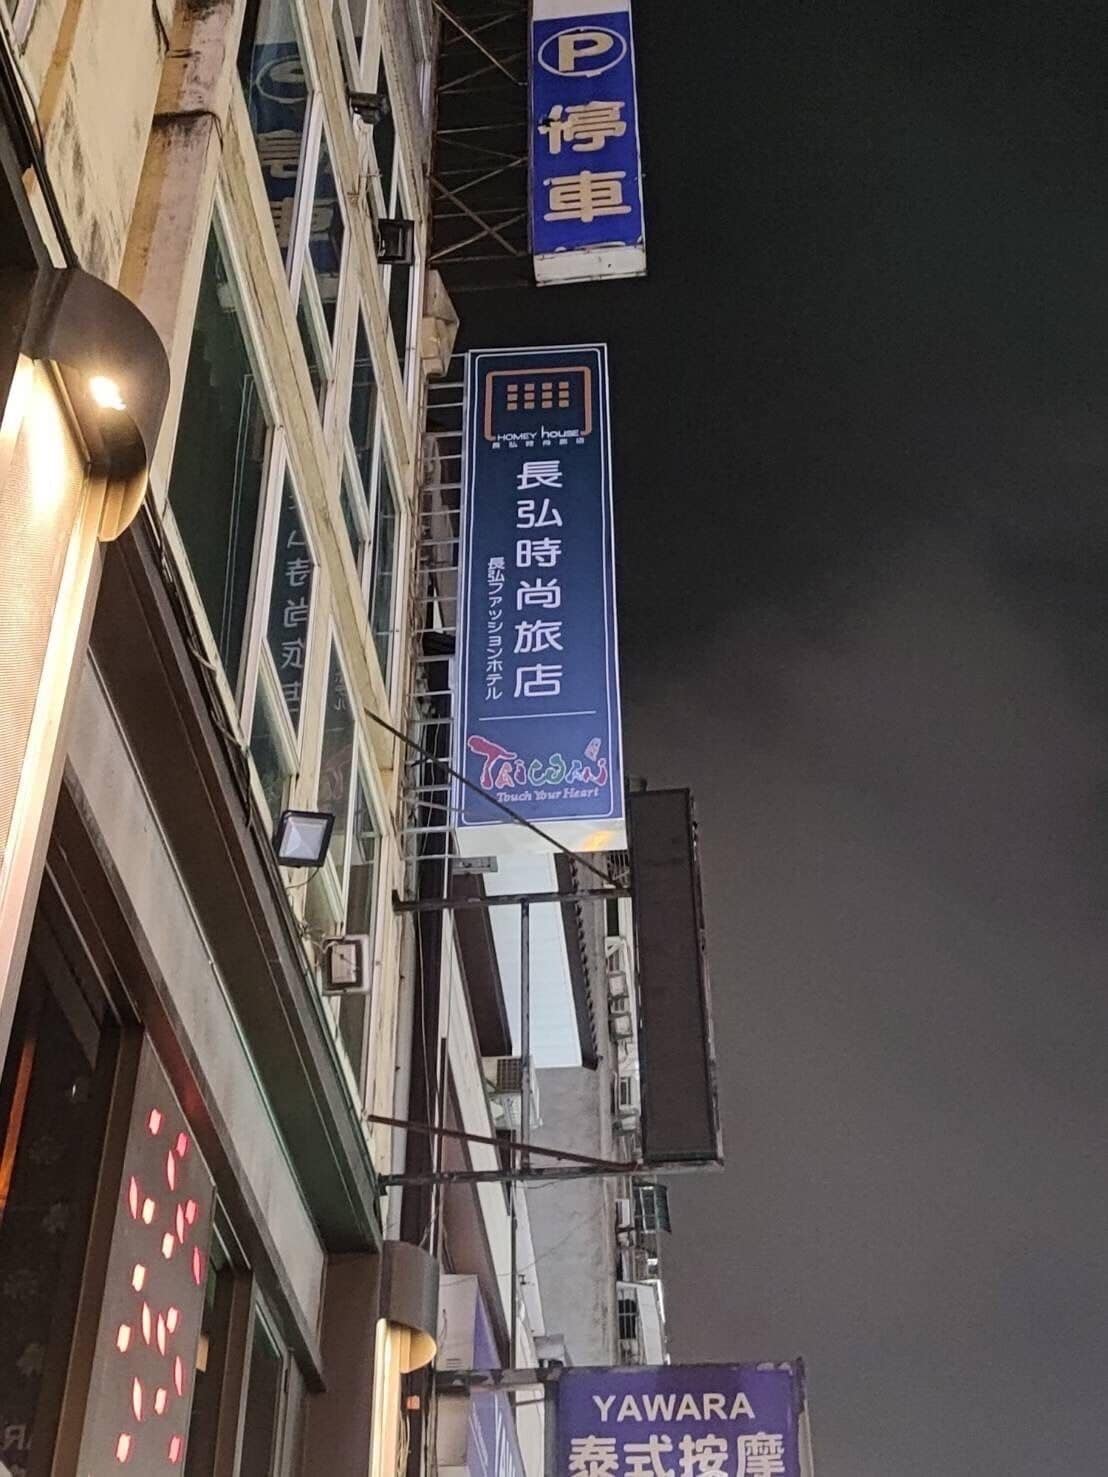 P
停車
HOMEY house
長弘時尚旅店
長弘時尚旅店
長弘ファッションホテル
TAIWAN
Touch Your Heart
YAWARA
泰式按摩